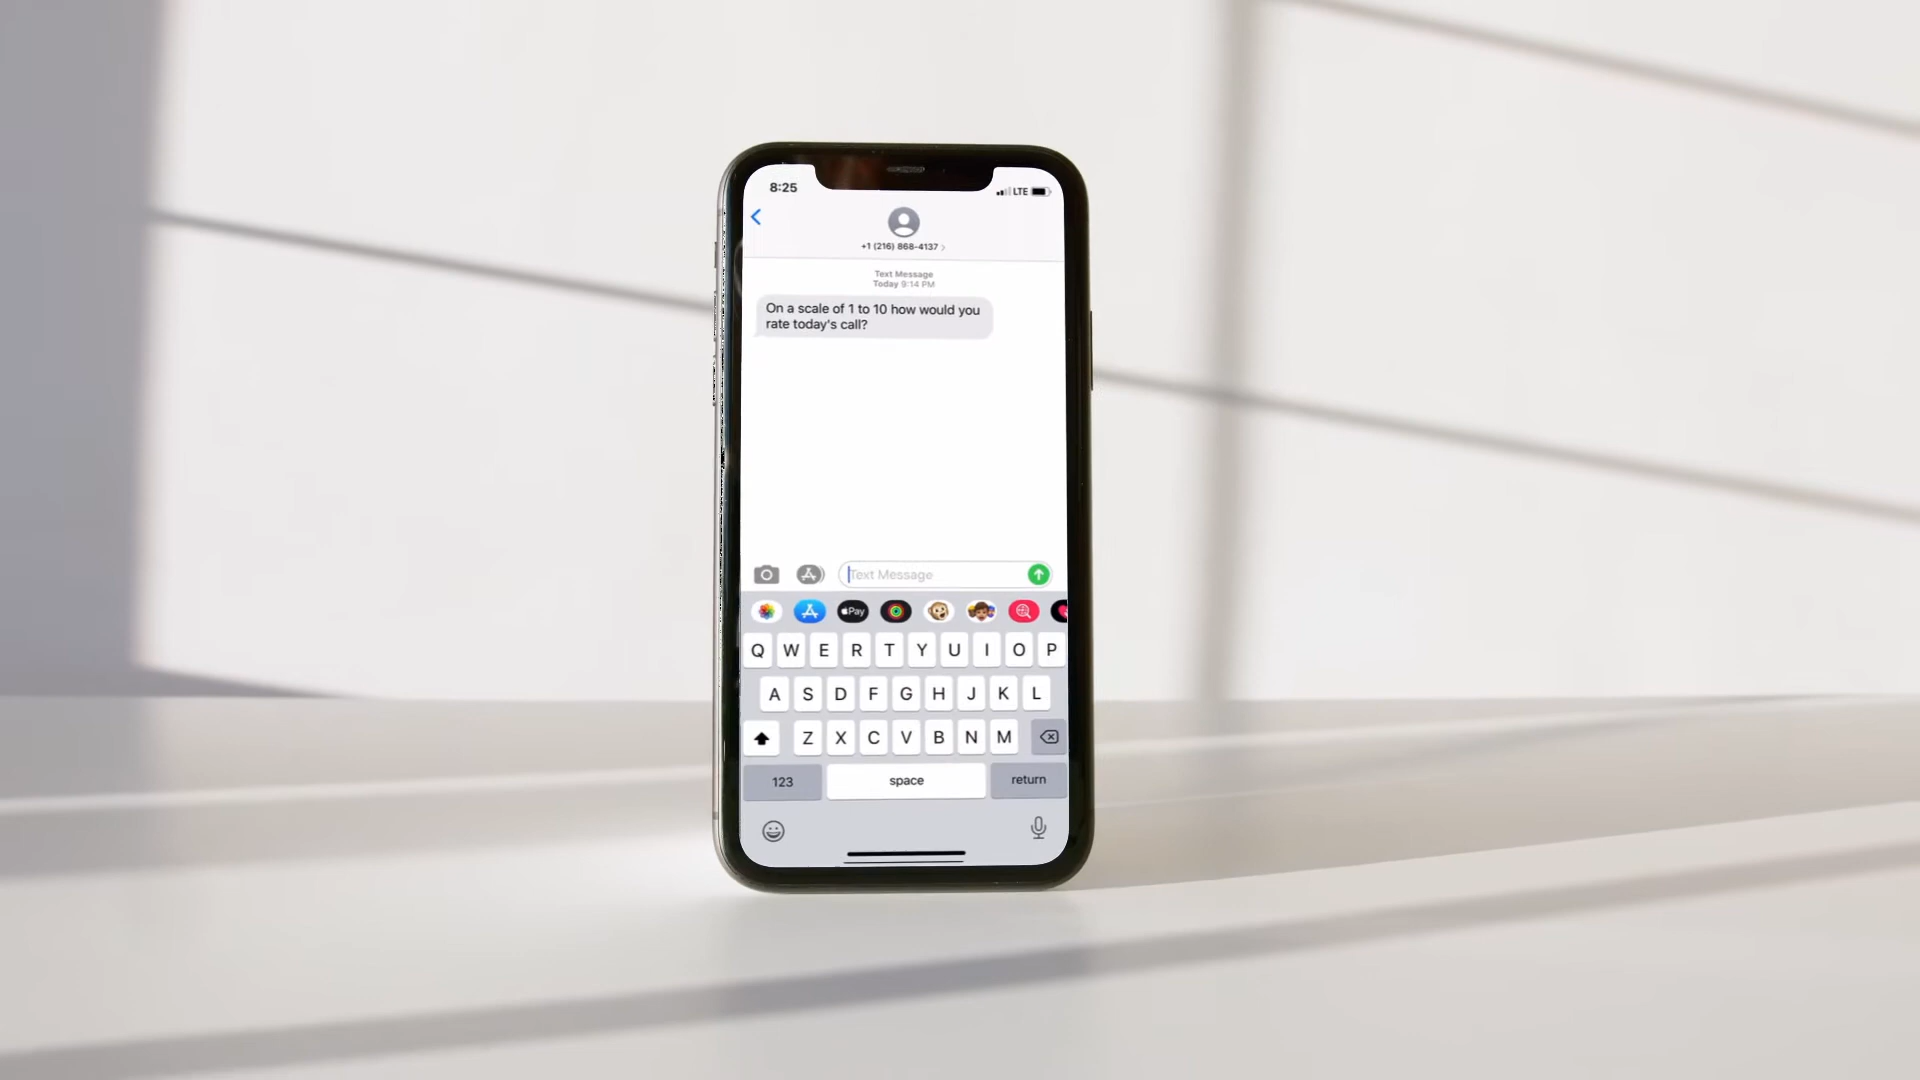 8:25
LTE
+1 (216) 868-4137 >
Text Message
Today 9:14 PM
On a scale of 1 to 10 how would you
rate today's call?
Text Message
Pay
Q W E R T Y U I O P
A S D F G H J K L
Z X C V B N M
123 space return